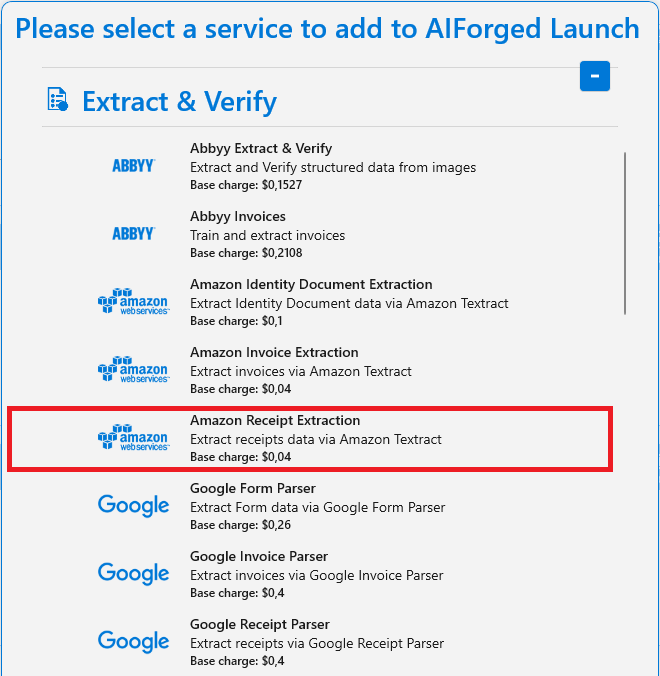 Please select a service to add to AIForged Launch
-
Extract & Verify
ABBYY
Abbyy Extract & Verify
Extract and Verify structured data from images
Base charge: $0,1527
ABBYY
Abbyy Invoices
Train and extract invoices
Base charge: $0,2108
amazon
webservices™
Amazon Identity Document Extraction
Extract Identity Document data via Amazon Textract
Base charge: $0,1
amazon
webservices™
Amazon Invoice Extraction
Extract invoices via Amazon Textract
Base charge: $0,04
amazon
webservices™
Amazon Receipt Extraction
Extract receipts data via Amazon Textract
Base charge: $0,04
Google
Google Form Parser
Extract Form data via Google Form Parser
Base charge: $0,26
Google
Google Invoice Parser
Extract invoices via Google Invoice Parser
Base charge: $0,4
Google
Google Receipt Parser
Extract receipts via Google Receipt Parser
Base charge: $0,4